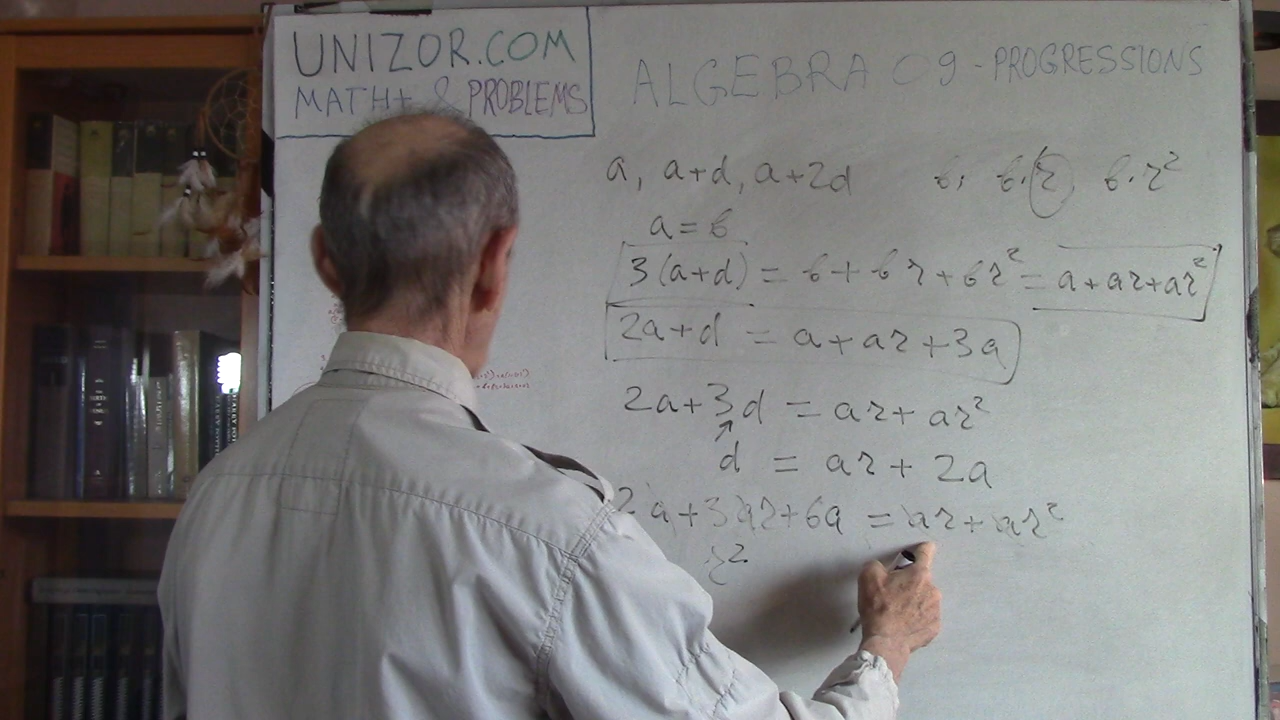 UNIZOR.COM
MATH+ & PROBLEMS
ALGEBRA 09 - PROGRESSIONS
a, a+d, a+2d b, b·r b·r²
a = b
3(a+d) = b + br + br² = a + ar + ar²
2a+d = a+ar+3a
2a+3d = ar+ar²
d = ar + 2a
2a+3ar+6a = ar+ar²
r²